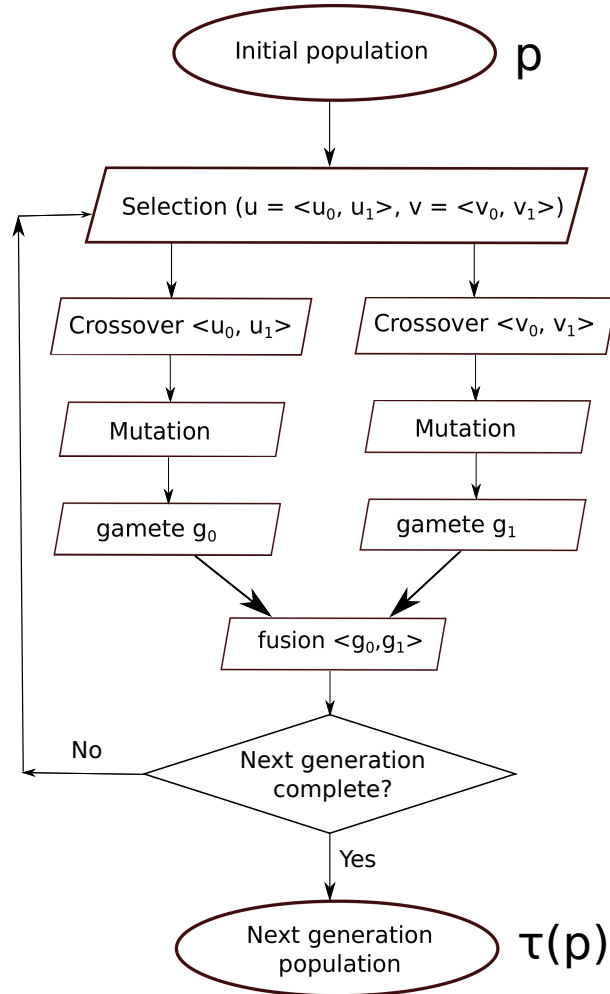 Initial population
p
Selection (u = <u₀, u₁>, v = <v₀, v₁>)
Crossover <u₀, u₁>
Crossover <v₀, v₁>
Mutation
Mutation
gamete g₀
gamete g₁
fusion <g₀,g₁>
No
Next generation
complete?
Yes
Next generation
population
τ(p)